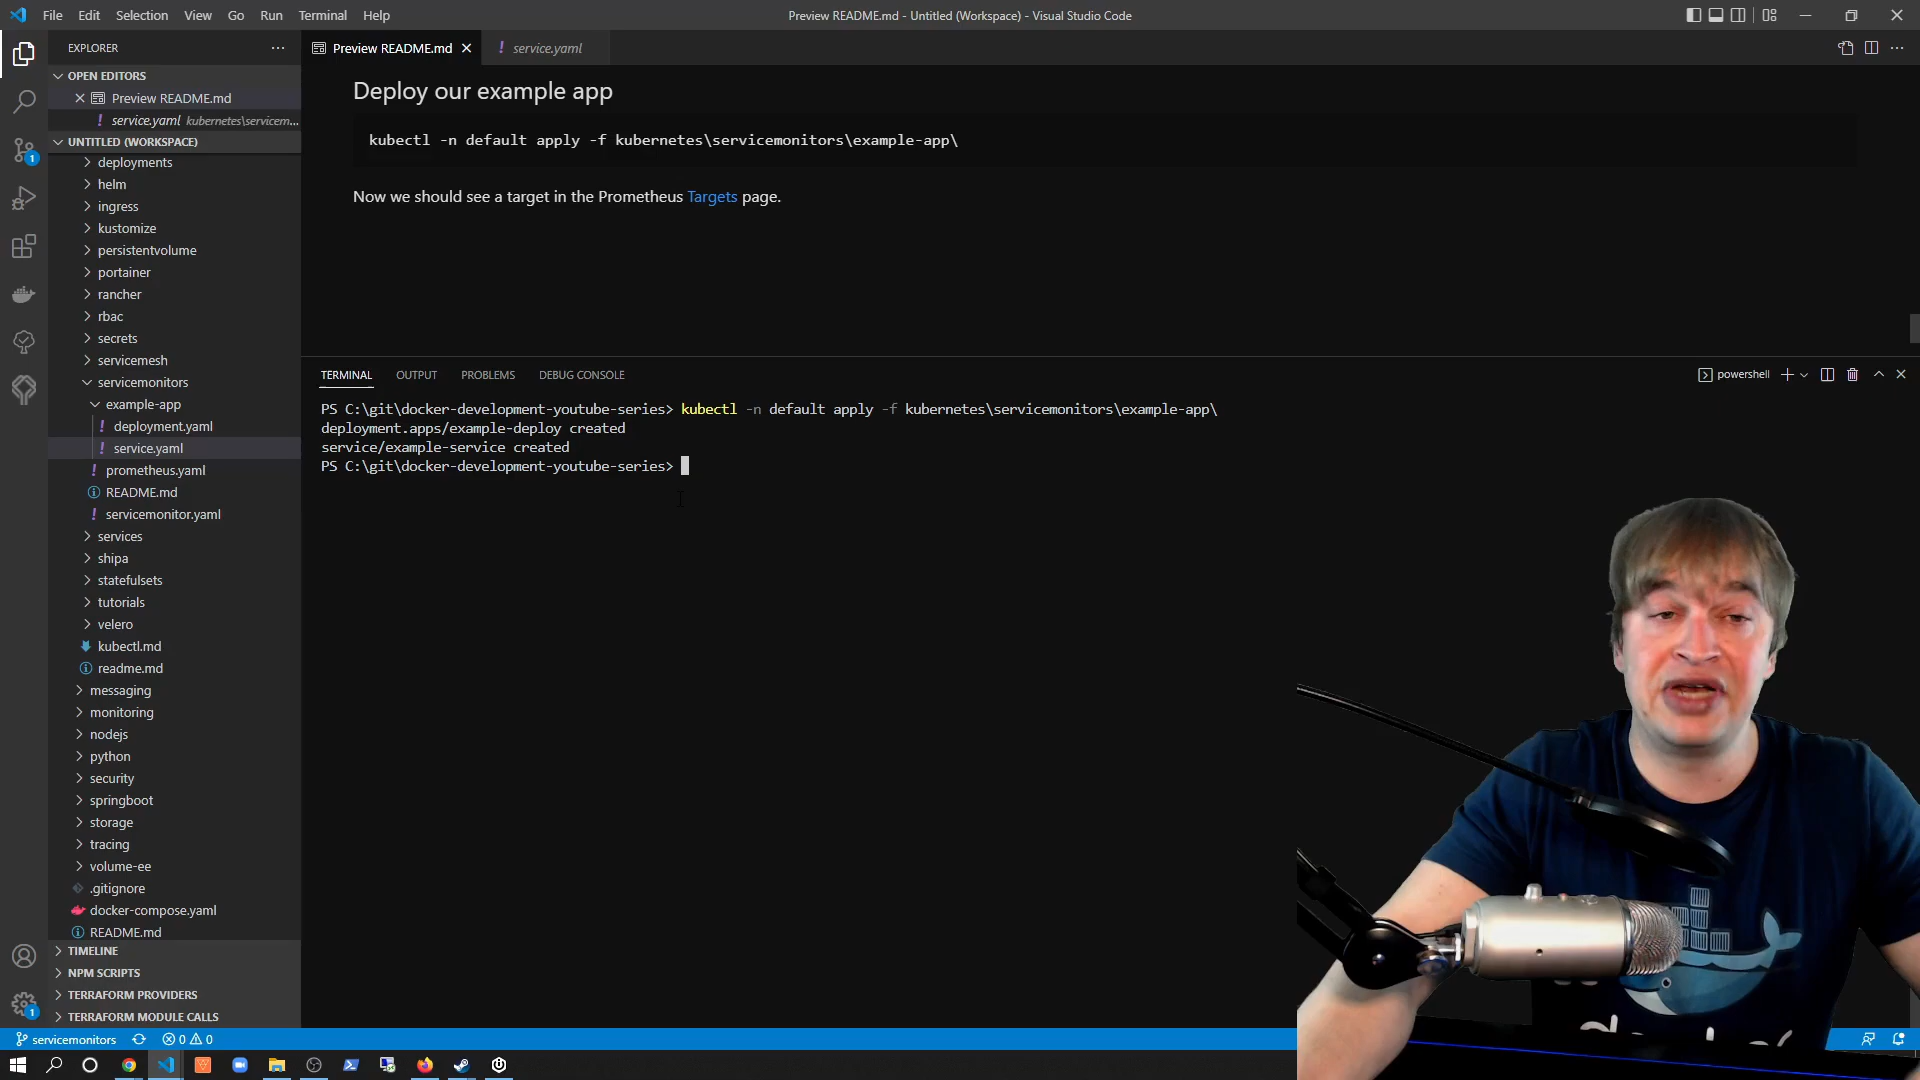 File Edit Selection View Go Run Terminal Help
Preview README.md - Untitled (Workspace) - Visual Studio Code
EXPLORER
OPEN EDITORS
Preview README.md
service.yaml kubernetes\servicem...
UNTITLED (WORKSPACE)
deployments
helm
ingress
kustomize
persistentvolume
portainer
rancher
rbac
secrets
servicemesh
servicemonitors
example-app
! deployment.yaml
! service.yaml
! prometheus.yaml
README.md
! servicemonitor.yaml
services
shipa
statefulsets
tutorials
velero
kubectl.md
readme.md
messaging
monitoring
nodejs
python
security
springboot
storage
tracing
volume-ee
.gitignore
docker-compose.yaml
README.md
TIMELINE
NPM SCRIPTS
TERRAFORM PROVIDERS
TERRAFORM MODULE CALLS
Preview README.md
! service.yaml
Deploy our example app
kubectl -n default apply -f kubernetes\servicemonitors\example-app\
Now we should see a target in the Prometheus Targets page.
TERMINAL OUTPUT PROBLEMS DEBUG CONSOLE
powershell
PS C:\git\docker-development-youtube-series> kubectl -n default apply -f kubernetes\servicemonitors\example-app\
deployment.apps/example-deploy created
service/example-service created
PS C:\git\docker-development-youtube-series>
1
1
servicemonitors 0 0